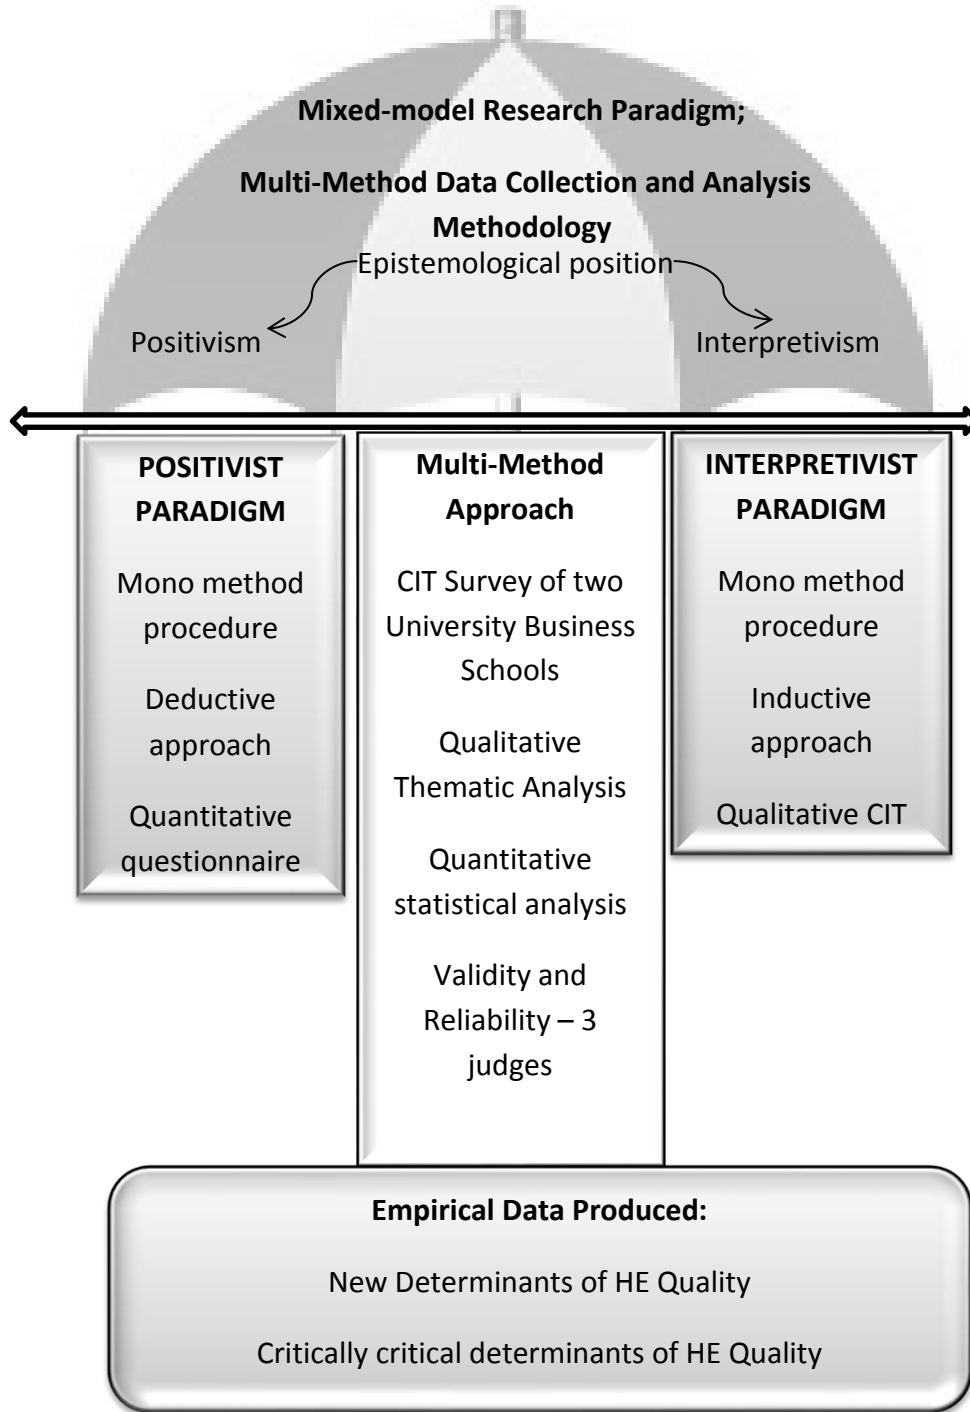 Mixed-model Research Paradigm;
Multi-Method Data Collection and Analysis
Methodology
Epistemological position
Positivism
Interpretivism
POSITIVIST
PARADIGM
Mono method
procedure
Deductive
approach
Quantitative
questionnaire
Multi-Method
Approach
CIT Survey of two
University Business
Schools
Qualitative
Thematic Analysis
Quantitative
statistical analysis
Validity and
Reliability – 3
judges
INTERPRETIVIST
PARADIGM
Mono method
procedure
Inductive
approach
Qualitative CIT
Empirical Data Produced:
New Determinants of HE Quality
Critically critical determinants of HE Quality